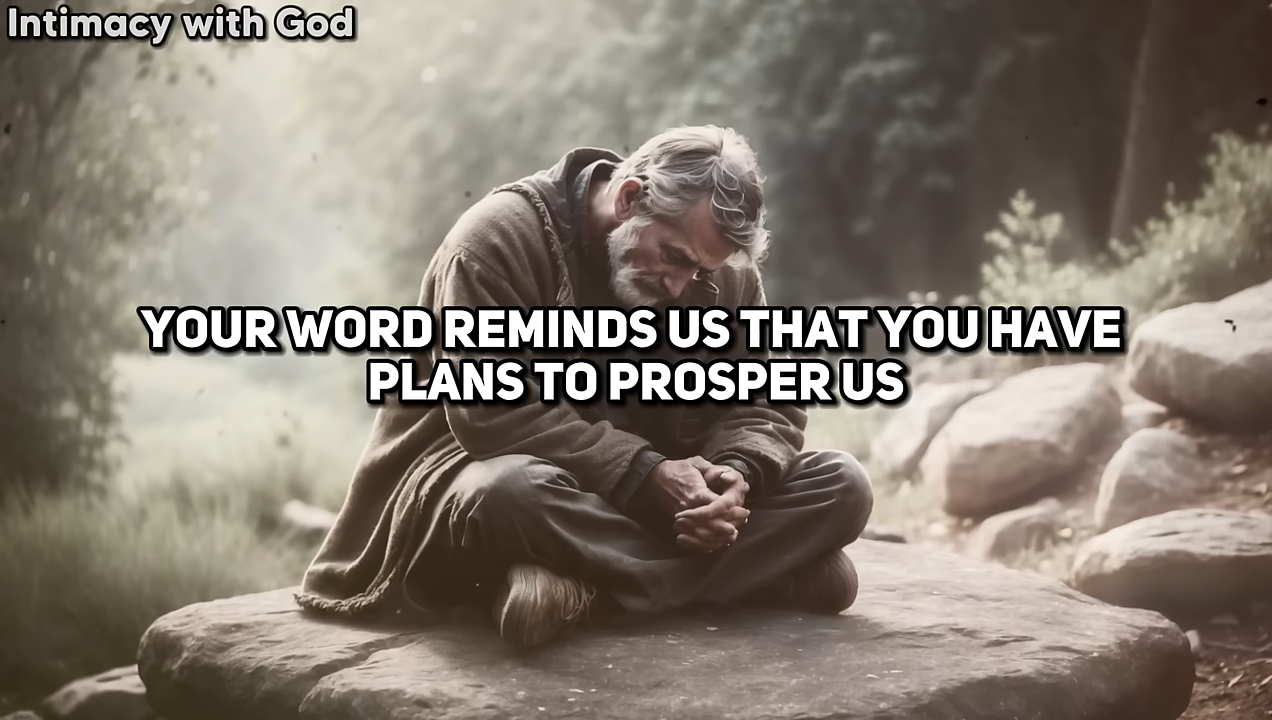 Intimacy with God
YOUR WORD REMINDS US THAT YOU HAVE
PLANS TO PROSPER US